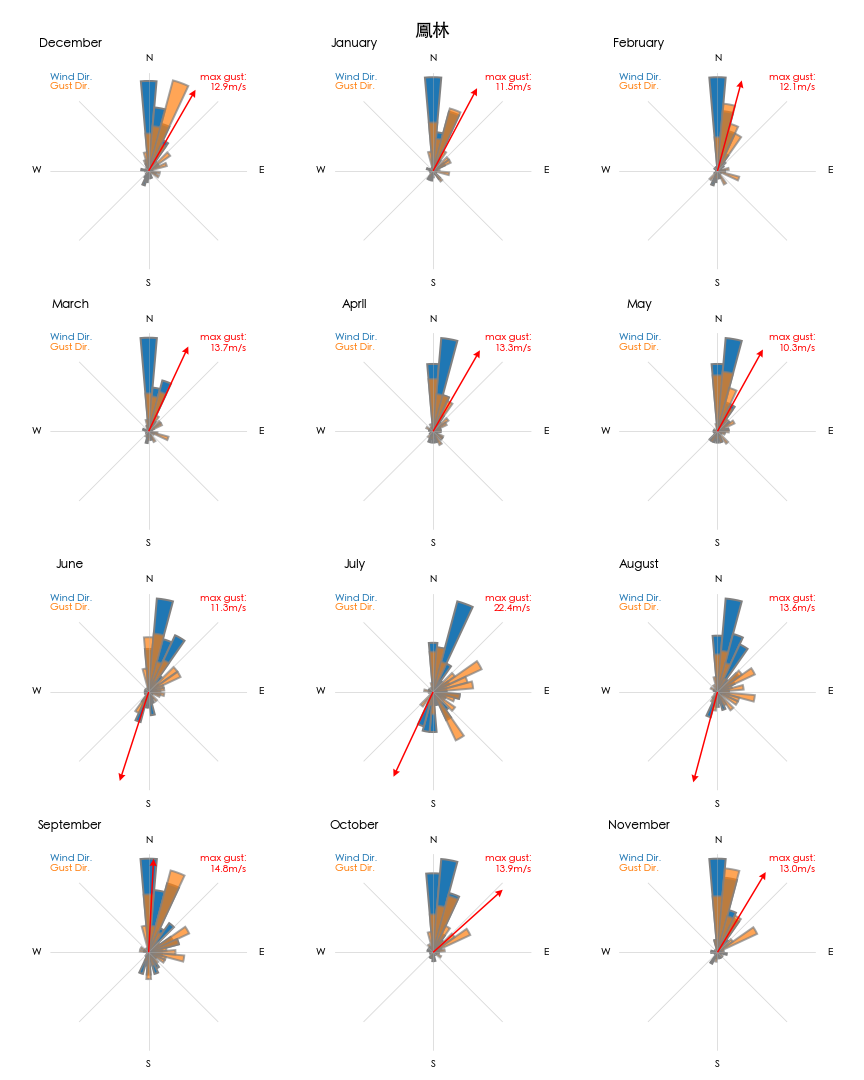 鳳林
December
N
Wind Dir.
Gust Dir.
max gust:
12.9m/s
W
E
S
January
N
Wind Dir.
Gust Dir.
max gust:
11.5m/s
W
E
S
February
N
Wind Dir.
Gust Dir.
max gust:
12.1m/s
W
E
S
March
N
Wind Dir.
Gust Dir.
max gust:
13.7m/s
W
E
S
April
N
Wind Dir.
Gust Dir.
max gust:
13.3m/s
W
E
S
May
N
Wind Dir.
Gust Dir.
max gust:
10.3m/s
W
E
S
June
N
Wind Dir.
Gust Dir.
max gust:
11.3m/s
W
E
S
July
N
Wind Dir.
Gust Dir.
max gust:
22.4m/s
W
E
S
August
N
Wind Dir.
Gust Dir.
max gust:
13.6m/s
W
E
S
September
N
Wind Dir.
Gust Dir.
max gust:
14.8m/s
W
E
S
October
N
Wind Dir.
Gust Dir.
max gust:
13.9m/s
W
E
S
November
N
Wind Dir.
Gust Dir.
max gust:
13.0m/s
W
E
S